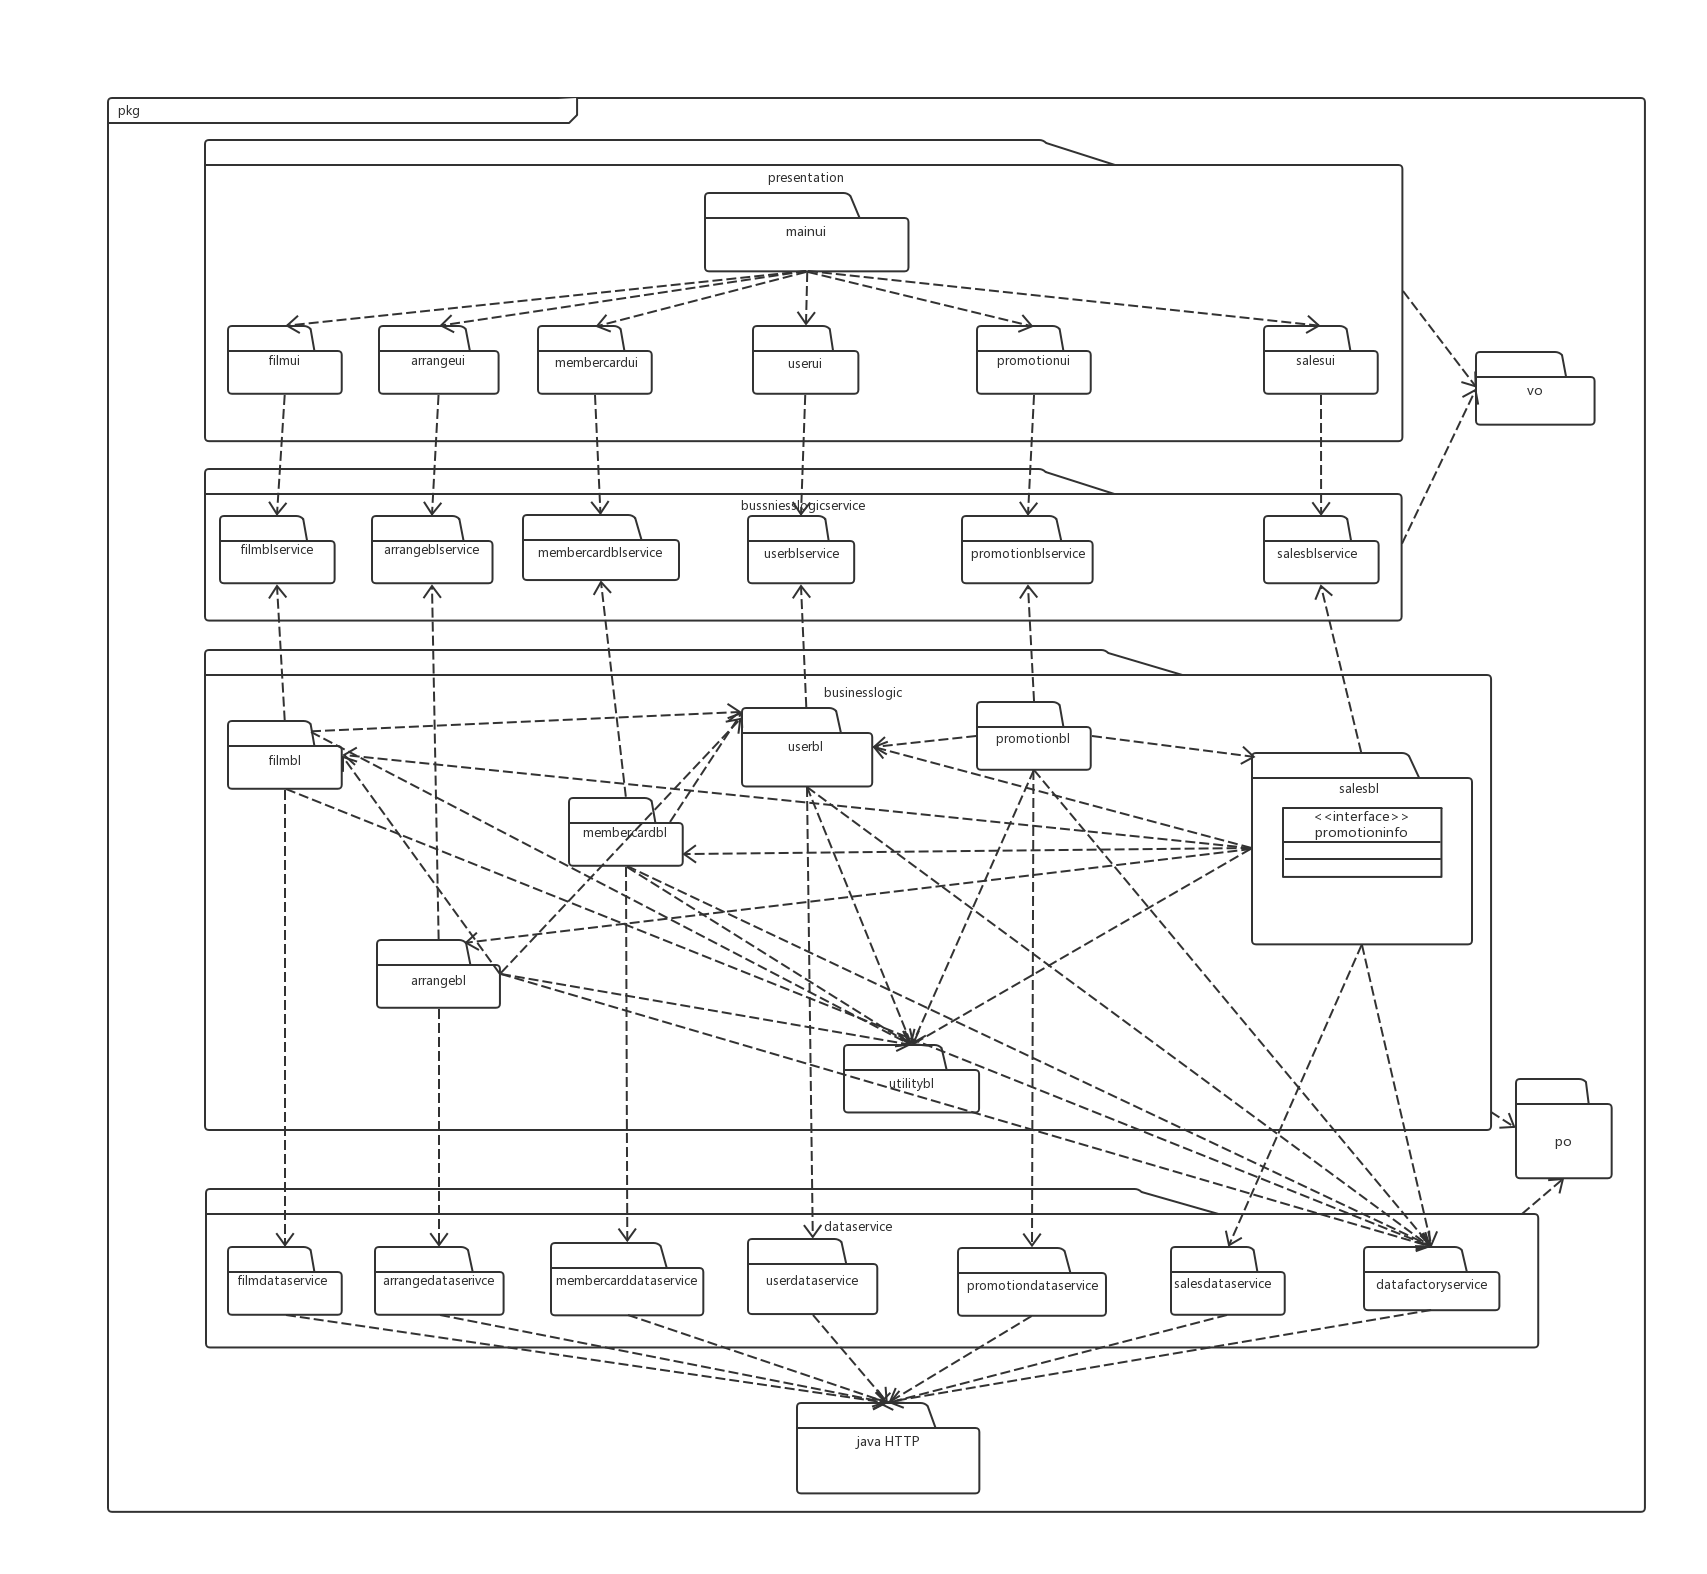 pkg
presentation
mainui
filmui
arrangeui
membercardui
userui
promotionui
salesui
vo
bussniesslogicservice
filmblservice
arrangeblservice
membercardblservice
userblservice
promotionblservice
salesblservice
businesslogic
filmbl
userbl
promotionbl
salesbl
<<interface>>
promotioninfo
membercardbl
arrangebl
utilitybl
po
dataservice
filmdataservice
arrangedataserivce
membercarddataservice
userdataservice
promotiondataservice
salesdataservice
datafactoryservice
java HTTP